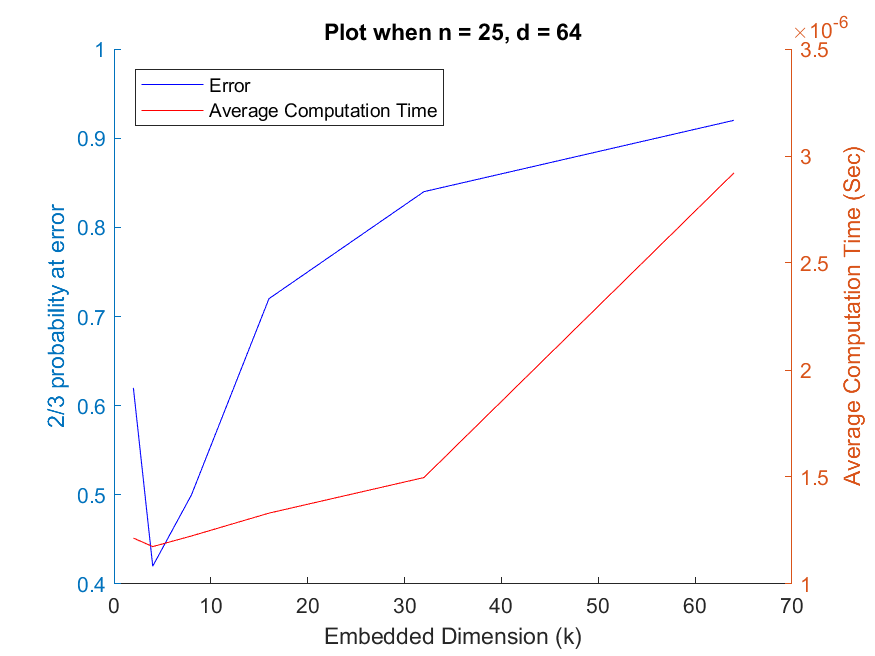 Plot when n = 25, d = 64
×10-6
1
0.9
0.8
0.7
0.6
0.5
0.4
2/3 probability at error
Error
Average Computation Time
3.5
3
2.5
2
1.5
1
Average Computation Time (Sec)
0 10 20 30 40 50 60 70
Embedded Dimension (k)